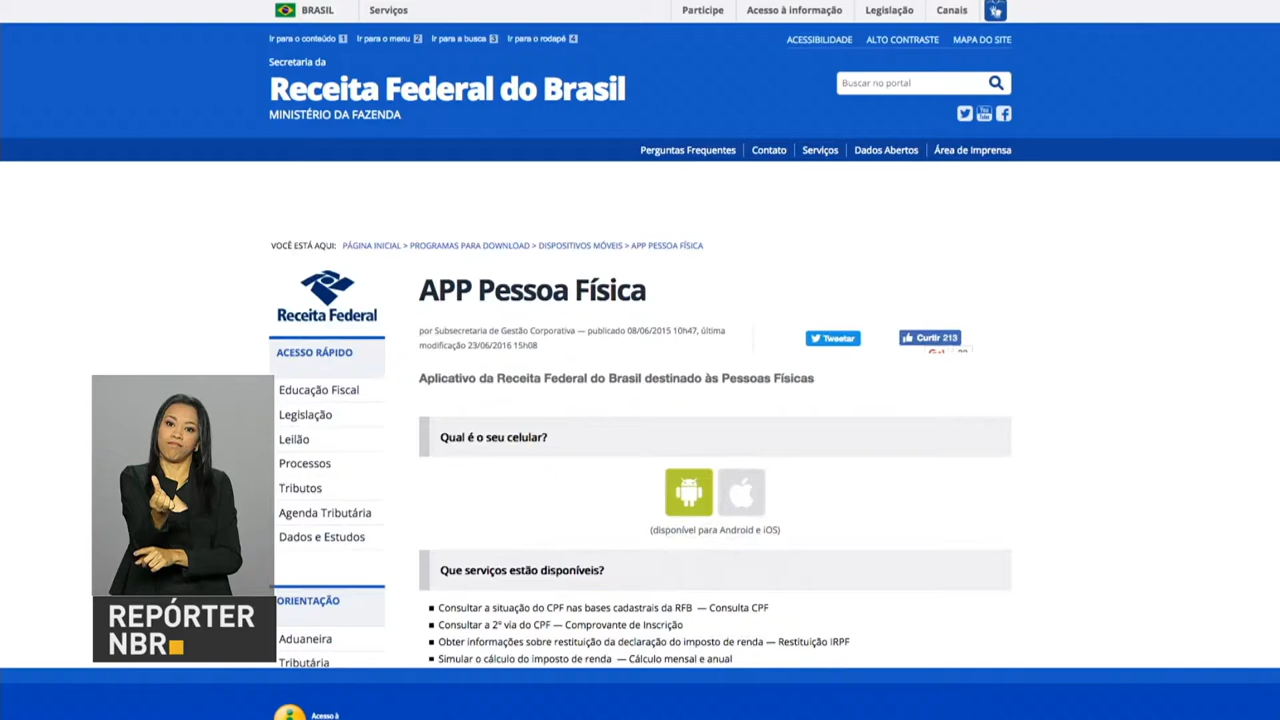 BRASIL
Serviços
Participe
Acesso à informação
Legislação
Canais
Ir para o conteúdo 1
Ir para o menu 2
Ir para a busca 3
Ir para o rodapé 4
ACESSIBILIDADE
ALTO CONTRASTE
MAPA DO SITE
Secretaria da
Receita Federal do Brasil
MINISTÉRIO DA FAZENDA
Buscar no portal
You Tube
Perguntas Frequentes
Contato
Serviços
Dados Abertos
Área de Imprensa
VOCÊ ESTÁ AQUI: PÁGINA INICIAL > PROGRAMAS PARA DOWNLOAD > DISPOSITIVOS MÓVEIS > APP PESSOA FÍSICA
Receita Federal
ACESSO RÁPIDO
Educação Fiscal
Legislação
Leilão
Processos
Tributos
Agenda Tributária
Dados e Estudos
ORIENTAÇÃO
Aduaneira
Tributária
APP Pessoa Física
por Subsecretaria de Gestão Corporativa — publicado 08/06/2015 10h47, última
modificação 23/06/2016 15h08
Tweetar
Curtir 213
Aplicativo da Receita Federal do Brasil destinado às Pessoas Físicas
Qual é o seu celular?
(disponível para Android e iOS)
Que serviços estão disponíveis?
Consultar a situação do CPF nas bases cadastrais da RFB — Consulta CPF
Consultar a 2ª via do CPF — Comprovante de Inscrição
Obter informações sobre restituição da declaração do imposto de renda — Restituição IRPF
Simular o cálculo do imposto de renda — Cálculo mensal e anual
REPÓRTER
NBR
Acesso à